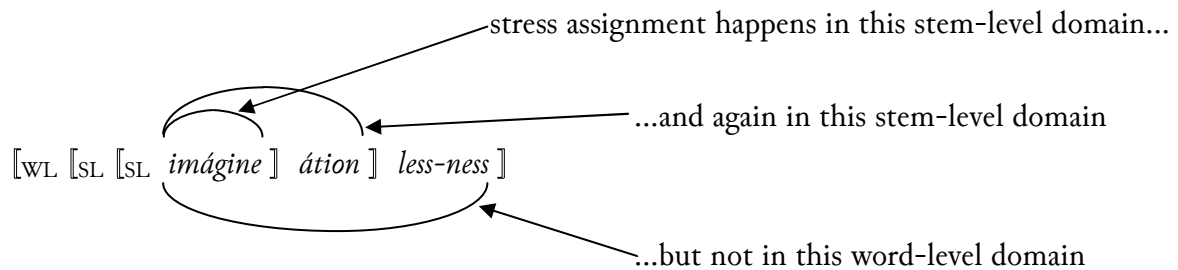 stress assignment happens in this stem-level domain...
...and again in this stem-level domain
⟦WL ⟦SL ⟦SL imágine⟧ átion⟧ less-ness⟧
...but not in this word-level domain